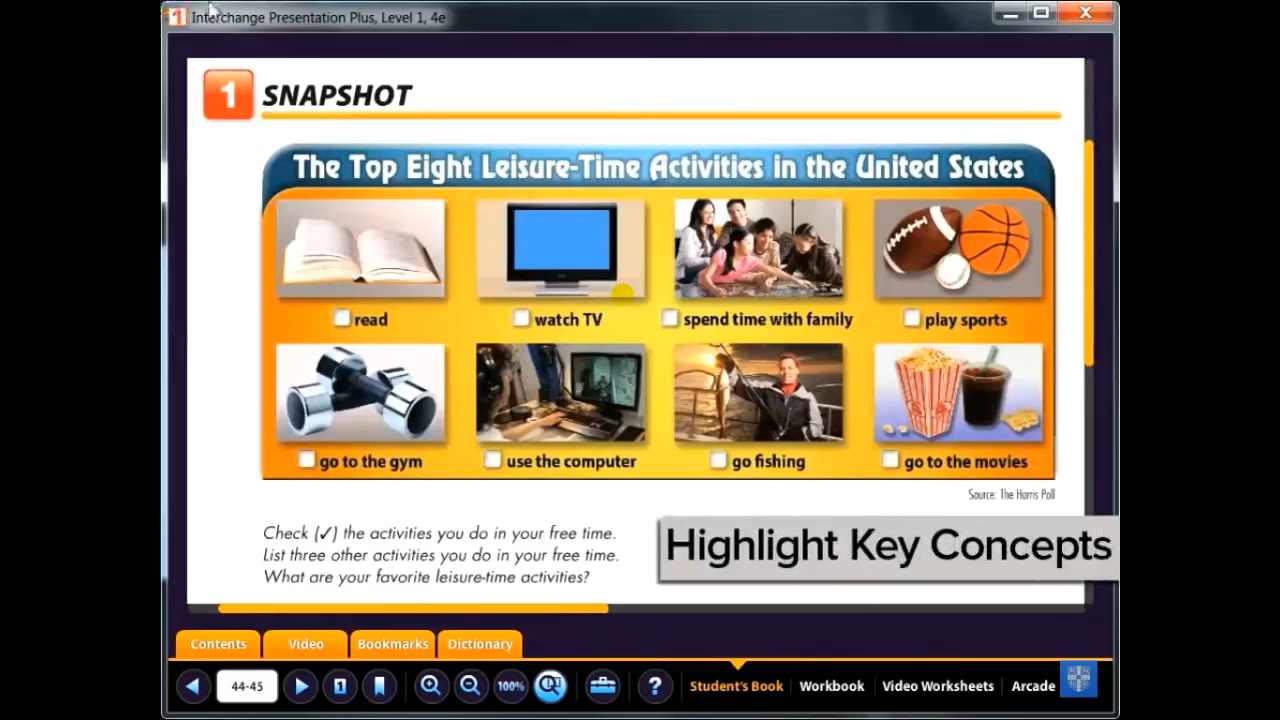 Interchange Presentation Plus, Level 1, 4e
1 SNAPSHOT
The Top Eight Leisure-Time Activities in the United States
read
watch TV
spend time with family
play sports
go to the gym
use the computer
go fishing
go to the movies
Source: The Harris Poll
Check (✓) the activities you do in your free time.
List three other activities you do in your free time.
What are your favorite leisure-time activities?
Highlight Key Concepts
Contents Video Bookmarks Dictionary
44-45 1 100% ? Student's Book Workbook Video Worksheets Arcade